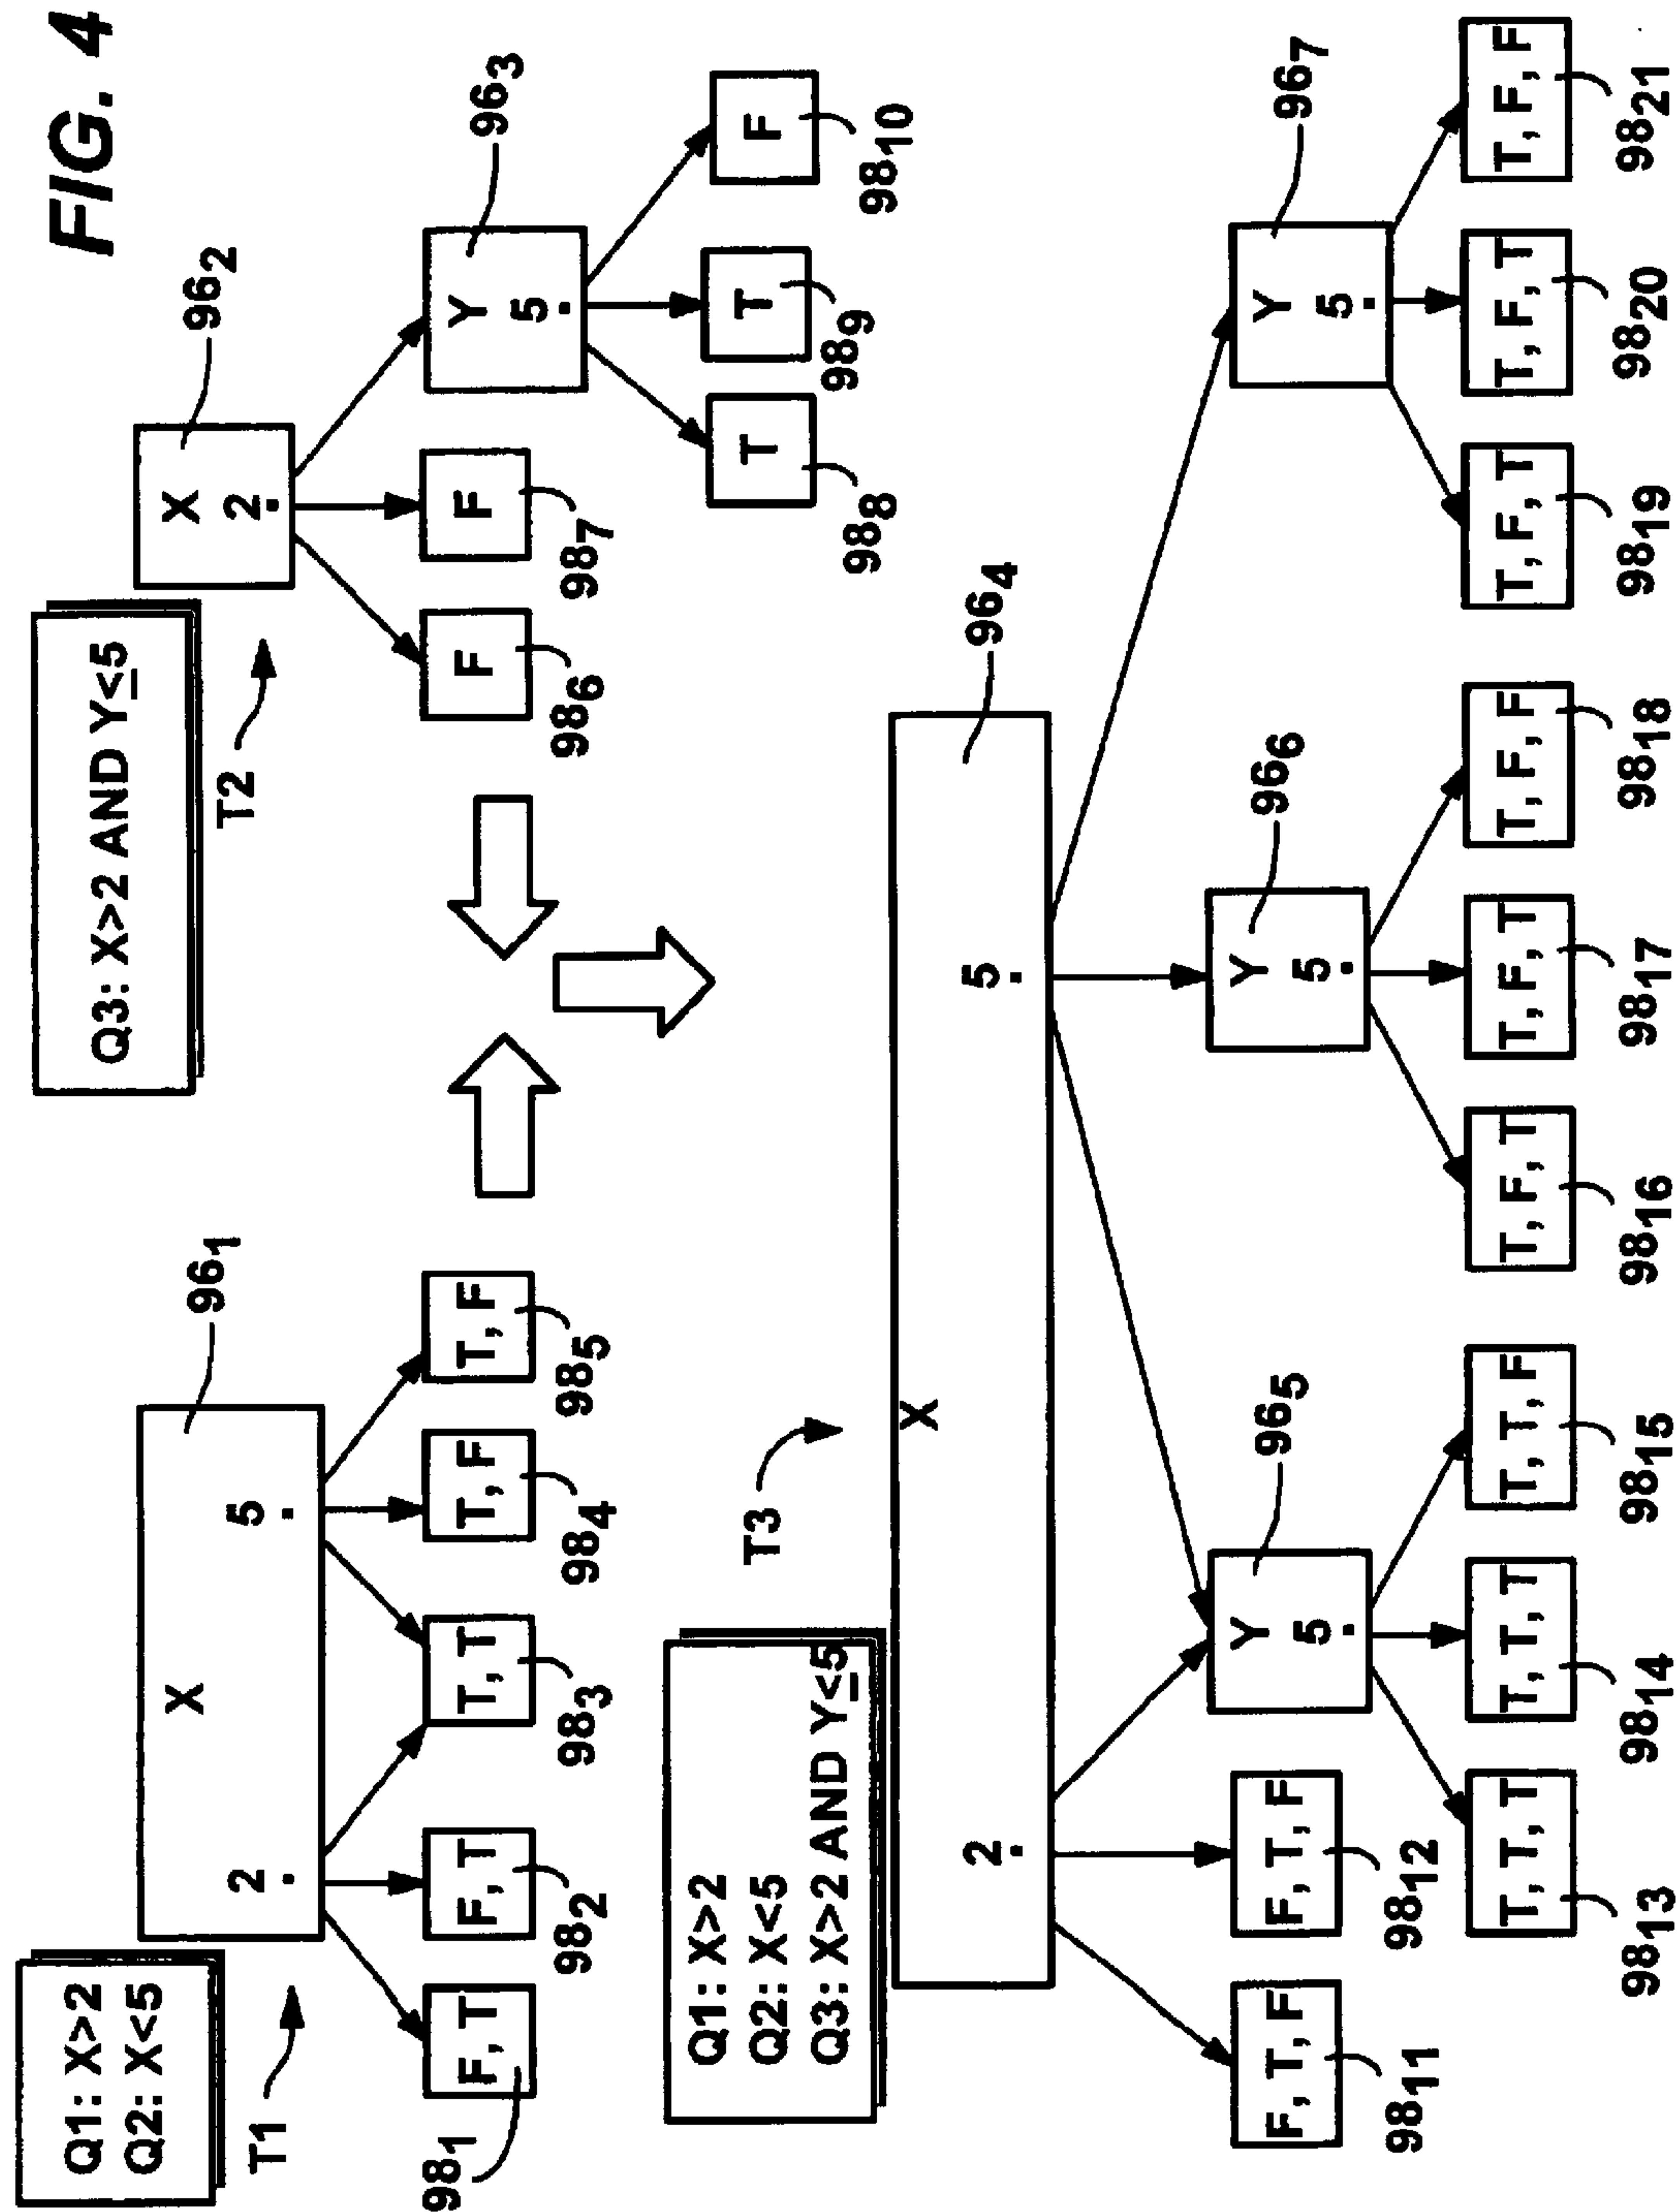 FIG. 4
Q1: X>2
Q2: X<5
T1
X
2. 5.
96₁
F, T
F, T
T, T
T, F
T, F
98₁
98₂
98₃
98₄
98₅
Q3: X>2 AND Y≤5
T2
X
2.
96₂
F
F
98₆
98₇
Y
5.
96₃
T
T
F
98₈
98₉
98₁₀
Q1: X>2
Q2: X<5
Q3: X>2 AND Y≤5
T3
X
2. 5.
96₄
F, T, F
F, T, F
98₁₁
98₁₂
Y
5.
96₅
Y
5.
96₆
Y
5.
96₇
T, T, T
T, T, T
T, T, F
T, F, T
T, F, T
T, F, F
T, F, T
T, F, T
T, F, F
98₁₃
98₁₄
98₁₅
98₁₆
98₁₇
98₁₈
98₁₉
98₂₀
98₂₁